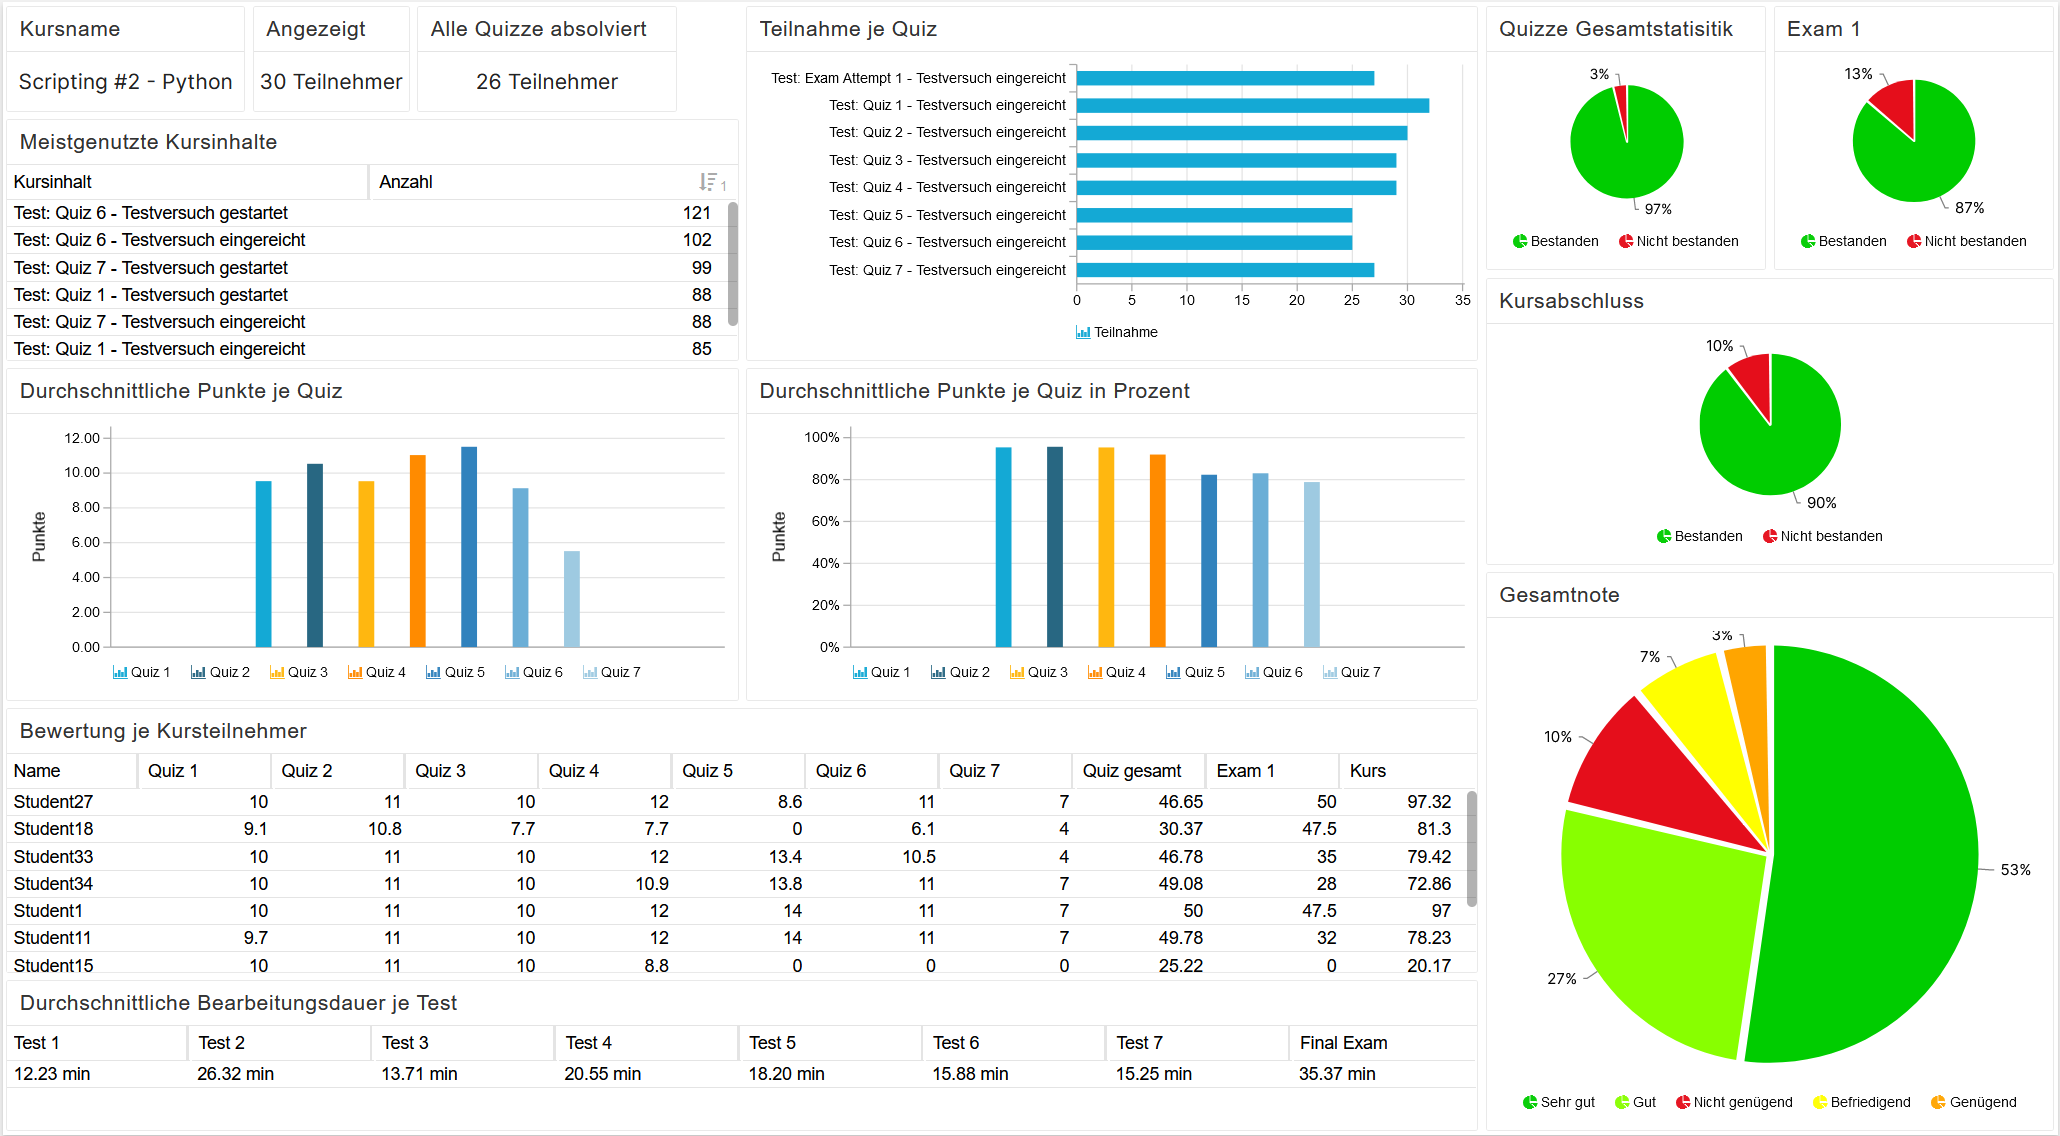 Kursname
Scripting #2 - Python
Angezeigt
30 Teilnehmer
Alle Quizze absolviert
26 Teilnehmer
Meistgenutzte Kursinhalte
Kursinhalt Anzahl 1
Test: Quiz 6 - Testversuch gestartet 121
Test: Quiz 6 - Testversuch eingereicht 102
Test: Quiz 7 - Testversuch gestartet 99
Test: Quiz 1 - Testversuch gestartet 88
Test: Quiz 7 - Testversuch eingereicht 88
Test: Quiz 1 - Testversuch eingereicht 85
Teilnahme je Quiz
Test: Exam Attempt 1 - Testversuch eingereicht
Test: Quiz 1 - Testversuch eingereicht
Test: Quiz 2 - Testversuch eingereicht
Test: Quiz 3 - Testversuch eingereicht
Test: Quiz 4 - Testversuch eingereicht
Test: Quiz 5 - Testversuch eingereicht
Test: Quiz 6 - Testversuch eingereicht
Test: Quiz 7 - Testversuch eingereicht
0 5 10 15 20 25 30 35
Teilnahme
Quizze Gesamtstatisitik
3%
97%
Bestanden Nicht bestanden
Exam 1
13%
87%
Bestanden Nicht bestanden
Kursabschluss
10%
90%
Bestanden Nicht bestanden
Durchschnittliche Punkte je Quiz
Punkte
12.00
10.00
8.00
6.00
4.00
2.00
0.00
Quiz 1 Quiz 2 Quiz 3 Quiz 4 Quiz 5 Quiz 6 Quiz 7
Durchschnittliche Punkte je Quiz in Prozent
Punkte
100%
80%
60%
40%
20%
0%
Quiz 1 Quiz 2 Quiz 3 Quiz 4 Quiz 5 Quiz 6 Quiz 7
Bewertung je Kursteilnehmer
Name Quiz 1 Quiz 2 Quiz 3 Quiz 4 Quiz 5 Quiz 6 Quiz 7 Quiz gesamt Exam 1 Kurs
Student27 10 11 10 12 8.6 11 7 46.65 50 97.32
Student18 9.1 10.8 7.7 7.7 0 6.1 4 30.37 47.5 81.3
Student33 10 11 10 12 13.4 10.5 4 46.78 35 79.42
Student34 10 11 10 10.9 13.8 11 7 49.08 28 72.86
Student1 10 11 10 12 14 11 7 50 47.5 97
Student11 9.7 11 10 12 14 11 7 49.78 32 78.23
Student15 10 11 10 8.8 0 0 0 25.22 0 20.17
Durchschnittliche Bearbeitungsdauer je Test
Test 1 Test 2 Test 3 Test 4 Test 5 Test 6 Test 7 Final Exam
12.23 min 26.32 min 13.71 min 20.55 min 18.20 min 15.88 min 15.25 min 35.37 min
Gesamtnote
3%
7%
10%
53%
27%
Sehr gut Gut Nicht genügend Befriedigend Genügend